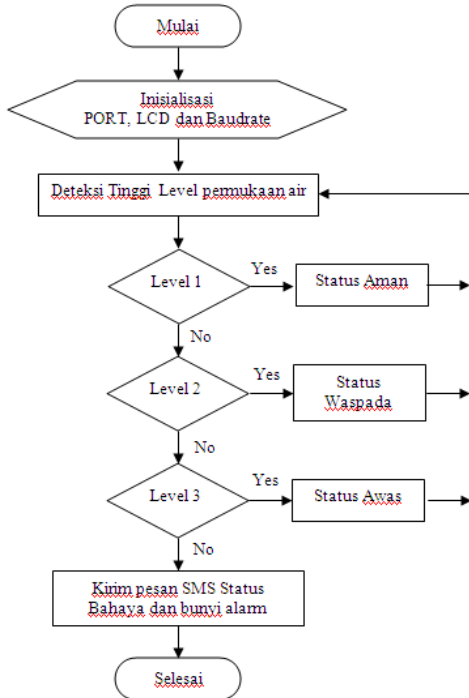 Mulai
Inisialisasi
PORT, LCD dan Baudrate
Deteksi Tinggi Level permukaan air
Level 1
Yes
Status Aman
No
Level 2
Yes
Status
Waspada
No
Level 3
Yes
Status Awas
No
Kirim pesan SMS Status
Bahaya dan bunyi alarm
Selesai